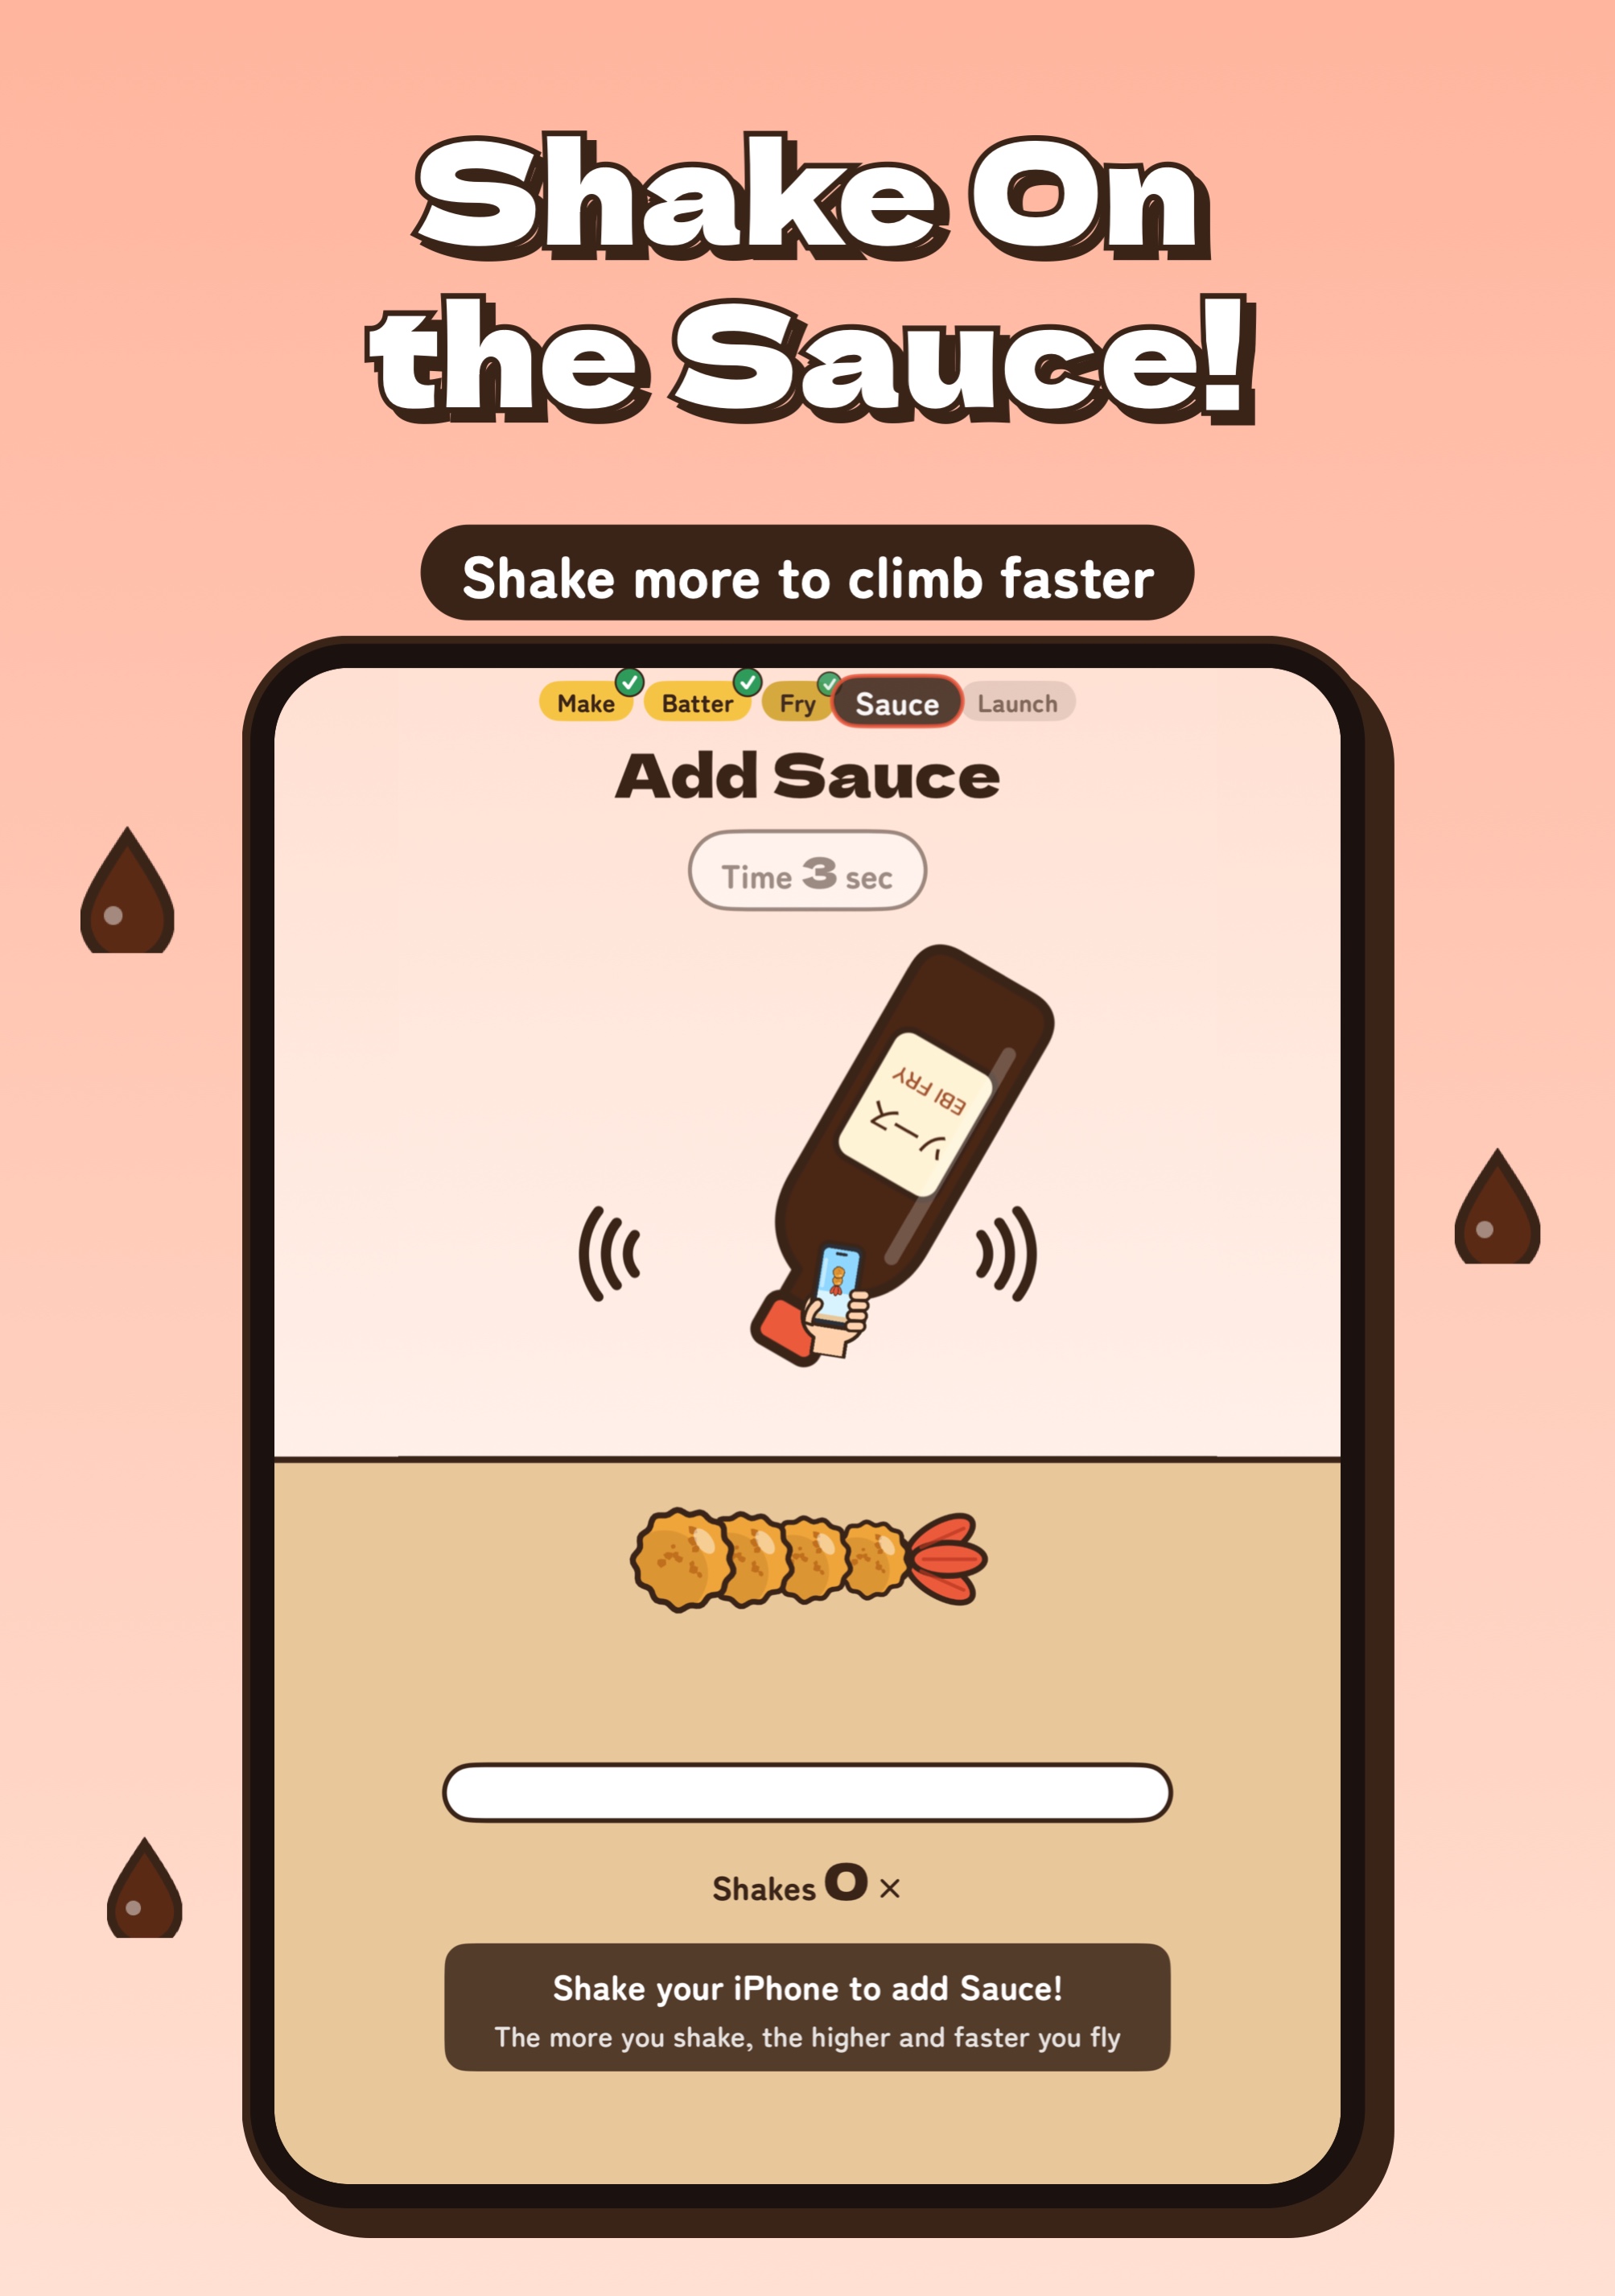 Shake On
the Sauce!
Shake more to climb faster
Make Batter Fry Sauce Launch
Add Sauce
Time 3 sec
EBI FRY
ソース
Shakes 0 ×
Shake your iPhone to add Sauce!
The more you shake, the higher and faster you fly